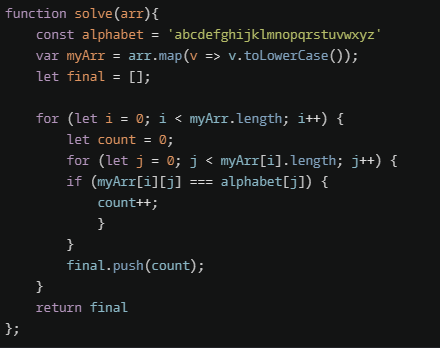 function solve(arr){
    const alphabet = 'abcdefghijklmnopqrstuvwxyz'
    var myArr = arr.map(v => v.toLowerCase());
    let final = [];

    for (let i = 0; i < myArr.length; i++) {
        let count = 0;
        for (let j = 0; j < myArr[i].length; j++) {
        if (myArr[i][j] === alphabet[j]) {
            count++;
            }
        }
        final.push(count);
    }
    return final
};